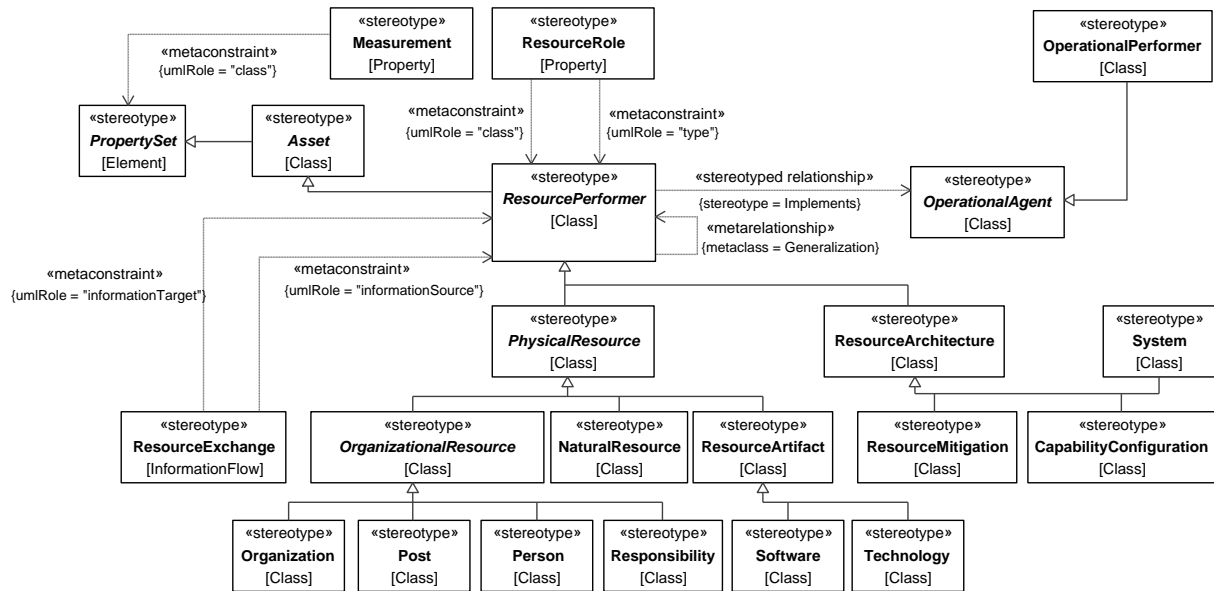 «stereotype»
Measurement
[Property]
«stereotype»
ResourceRole
[Property]
«stereotype»
OperationalPerformer
[Class]
«metaconstraint»
{umlRole = "class"}
«stereotype»
PropertySet
[Element]
«stereotype»
Asset
[Class]
«metaconstraint»
{umlRole = "class"}
«metaconstraint»
{umlRole = "type"}
«stereotype»
ResourcePerformer
[Class]
«stereotyped relationship»
{stereotype = Implements}
«metarelationship»
{metaclass = Generalization}
«stereotype»
OperationalAgent
[Class]
«metaconstraint»
{umlRole = "informationTarget"}
«metaconstraint»
{umlRole = "informationSource"}
«stereotype»
PhysicalResource
[Class]
«stereotype»
ResourceArchitecture
[Class]
«stereotype»
System
[Class]
«stereotype»
ResourceExchange
[InformationFlow]
«stereotype»
OrganizationalResource
[Class]
«stereotype»
NaturalResource
[Class]
«stereotype»
ResourceArtifact
[Class]
«stereotype»
ResourceMitigation
[Class]
«stereotype»
CapabilityConfiguration
[Class]
«stereotype»
Organization
[Class]
«stereotype»
Post
[Class]
«stereotype»
Person
[Class]
«stereotype»
Responsibility
[Class]
«stereotype»
Software
[Class]
«stereotype»
Technology
[Class]